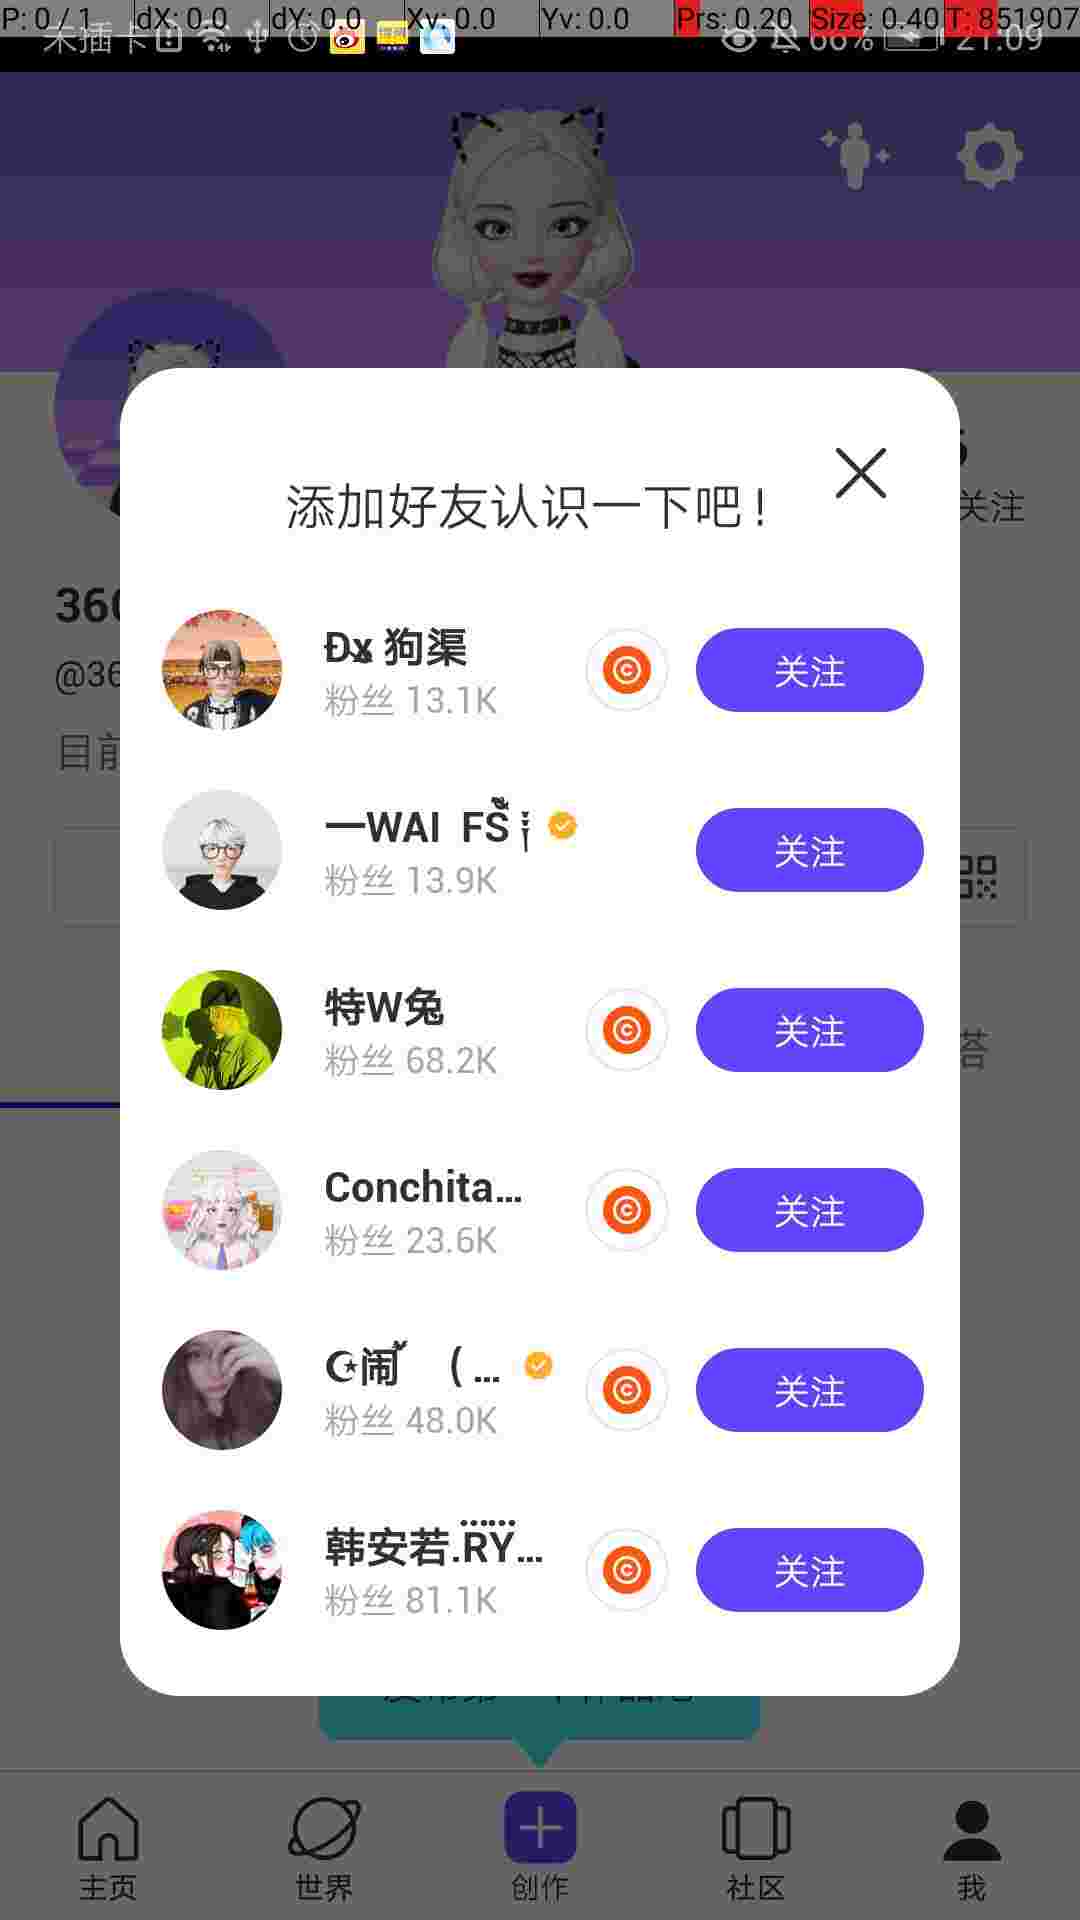 P: 0 / 1 dX: 0.0 dY: 0.0 Xv: 0.0 Yv: 0.0 Prs: 0.20 Size: 0.40 T: 851907
未插卡 66% 21:09
添加好友认识一下吧！
关注
360
Dx 狗渠
粉丝 13.1K
关注
@36
目前
一WAI FS
粉丝 13.9K
关注
特W兔
粉丝 68.2K
关注
答
Conchita...
粉丝 23.6K
关注
☪闹 ( ...
粉丝 48.0K
关注
韩安若.RY...
粉丝 81.1K
关注
主页 世界 创作 社区 我